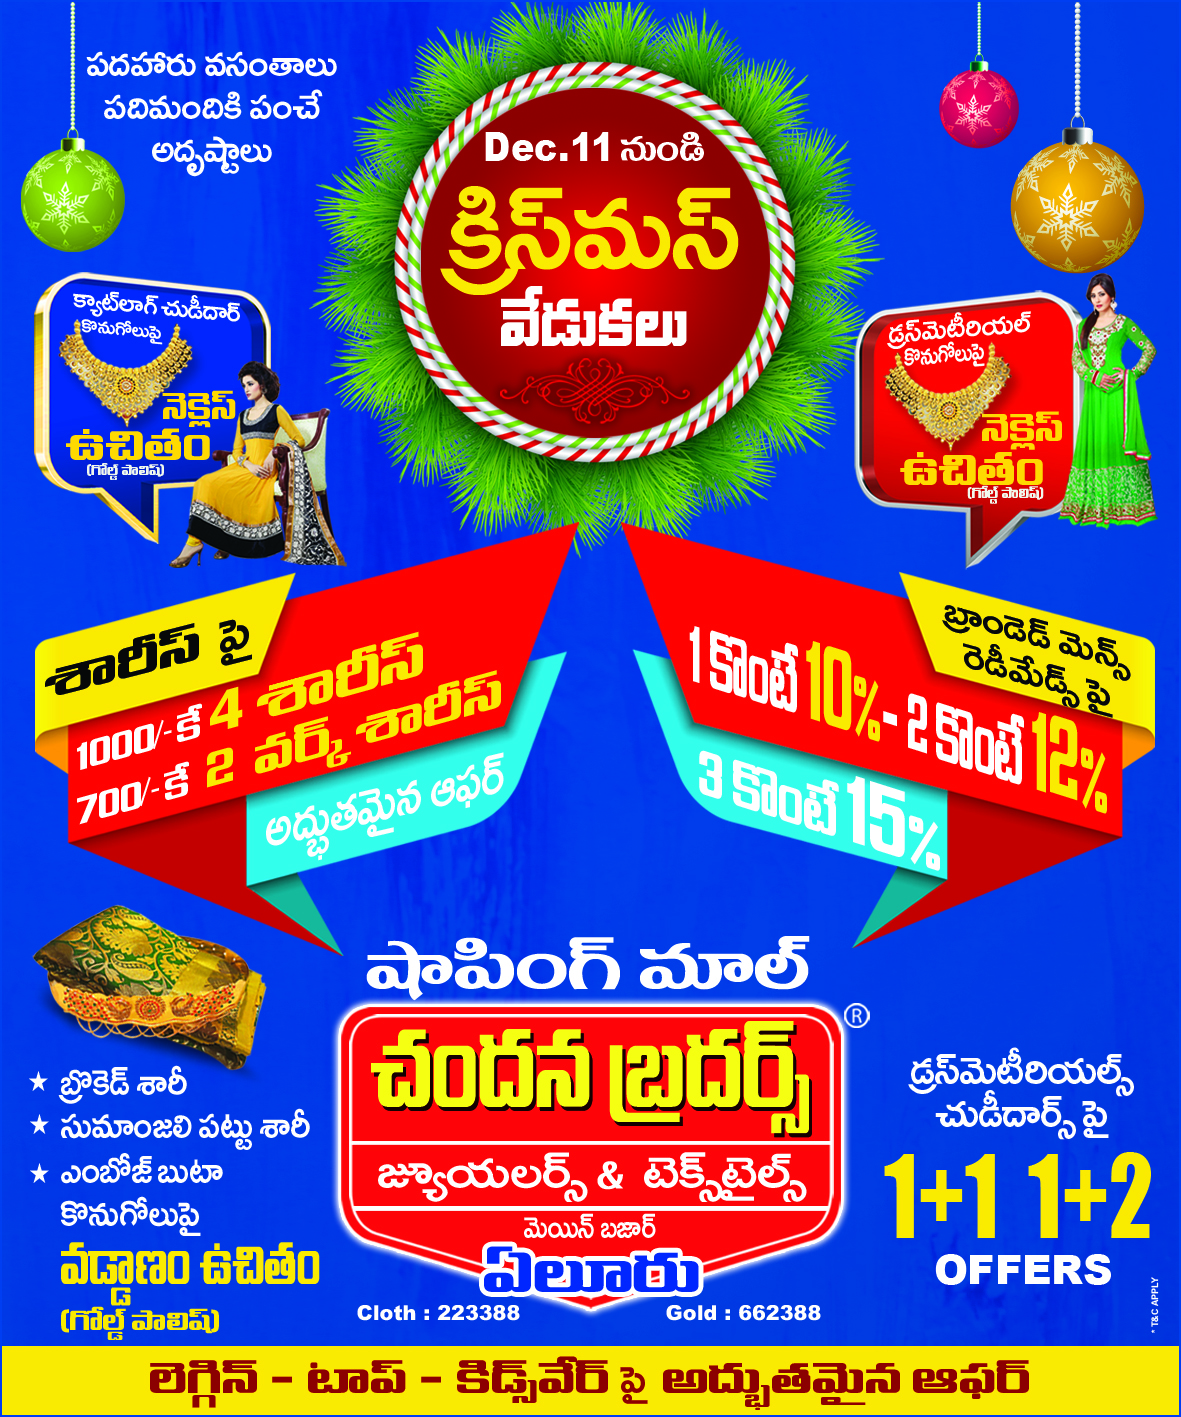 పదహారు వసంతాలు
పదిమందికి పంచే
అదృష్టాలు
Dec.11 నుండి
క్రిస్‌మస్
వేడుకలు
క్యాట్‌లాగ్ చుడీదార్
కొనుగోలుపై
నెక్లెస్
ఉచితం
(గోల్డ్ పాలిష్)
డ్రస్‌మెటీరియల్
కొనుగోలుపై
నెక్లెస్
ఉచితం
(గోల్డ్ పాలిష్)
శారీస్ పై
1000/-కే 4 శారీస్
700/-కే 2 వర్క్ శారీస్
అద్భుతమైన ఆఫర్
బ్రాండెడ్ మెన్స్
రెడీమేడ్స్ పై
1 కొంటే 10% - 2 కొంటే 12%
3 కొంటే 15%
షాపింగ్ మాల్
చందన బ్రదర్స్
®
జ్యూయలర్స్ & టెక్స్‌టైల్స్
మెయిన్ బజార్
ఏలూరు
Cloth : 223388
Gold : 662388
★ బ్రొకెడ్ శారీ
★ సుమాంజలి పట్టు శారీ
★ ఎంబోజ్ బుటా
కొనుగోలుపై
వడ్డాణం ఉచితం
(గోల్డ్ పాలిష్)
డ్రస్‌మెటీరియల్స్
చుడీదార్స్ పై
1+1 1+2
OFFERS
* T&C APPLY
లెగ్గిన్ - టాప్ - కిడ్స్‌వేర్ పై అద్భుతమైన ఆఫర్